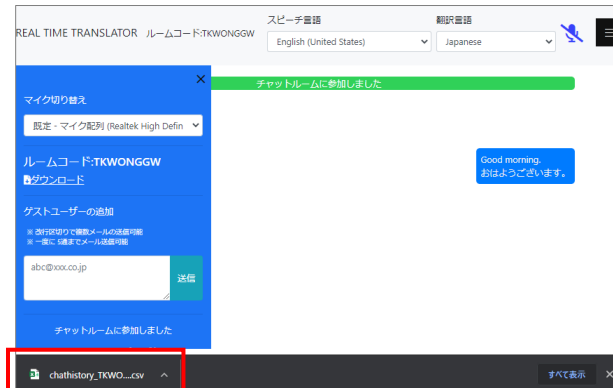 REAL TIME TRANSLATOR ルームコード:TKWONGGW
スピーチ言語
English (United States)
翻訳言語
Japanese
チャットルームに参加しました
マイク切り替え
既定 - マイク配列 (Realtek High Defin
ルームコード:TKWONGGW
ダウンロード
ゲストユーザーの追加
※ 改行区切りで複数メールの送信可能
※ 一度に 5通までメール送信可能
abc@xxx.co.jp
送信
チャットルームに参加しました
Good morning.
おはようございます。
chathistory_TKWO....csv
すべて表示